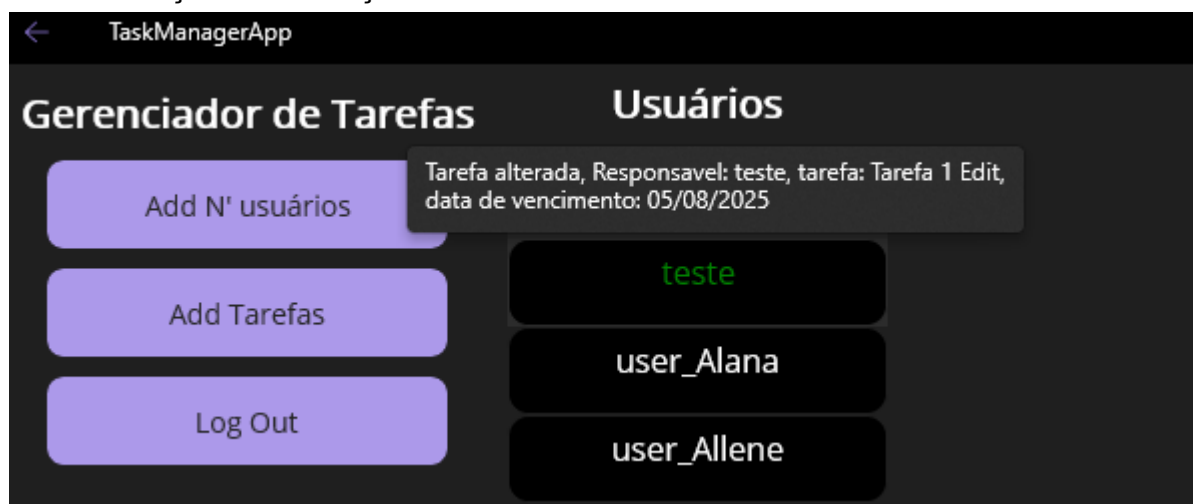 TaskManagerApp
Gerenciador de Tarefas
Usuários
Tarefa alterada, Responsavel: teste, tarefa: Tarefa 1 Edit,
data de vencimento: 05/08/2025
Add N' usuários
teste
Add Tarefas
user_Alana
Log Out
user_Allene